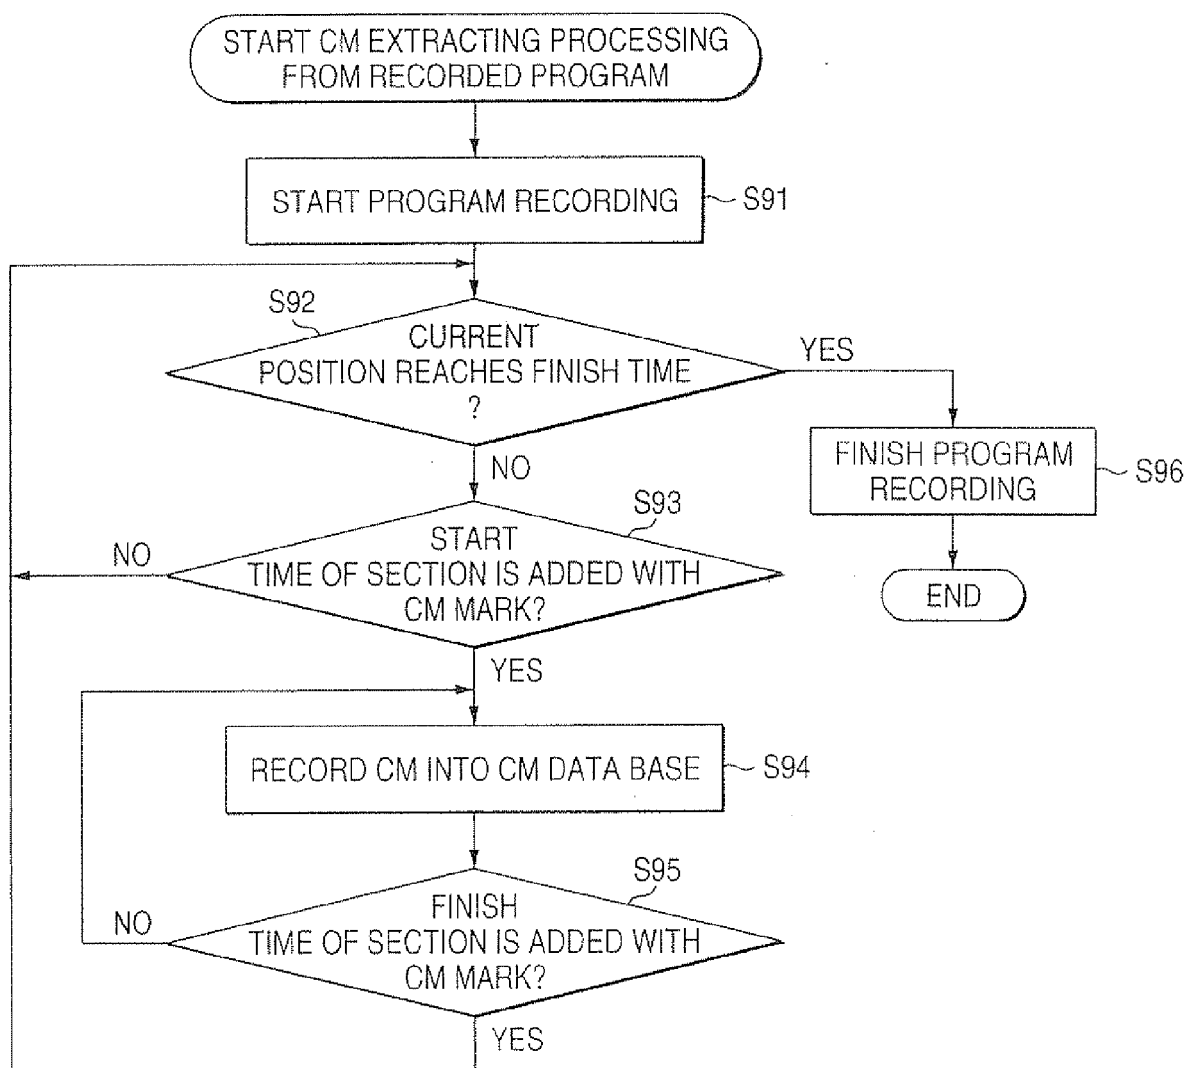 START CM EXTRACTING PROCESSING
FROM RECORDED PROGRAM
START PROGRAM RECORDING
S91
S92
CURRENT
POSITION REACHES FINISH TIME
?
YES
NO
FINISH PROGRAM
RECORDING
S96
S93
START
TIME OF SECTION IS ADDED WITH
CM MARK?
NO
END
YES
RECORD CM INTO CM DATA BASE
S94
S95
FINISH
TIME OF SECTION IS ADDED WITH
CM MARK?
NO
YES